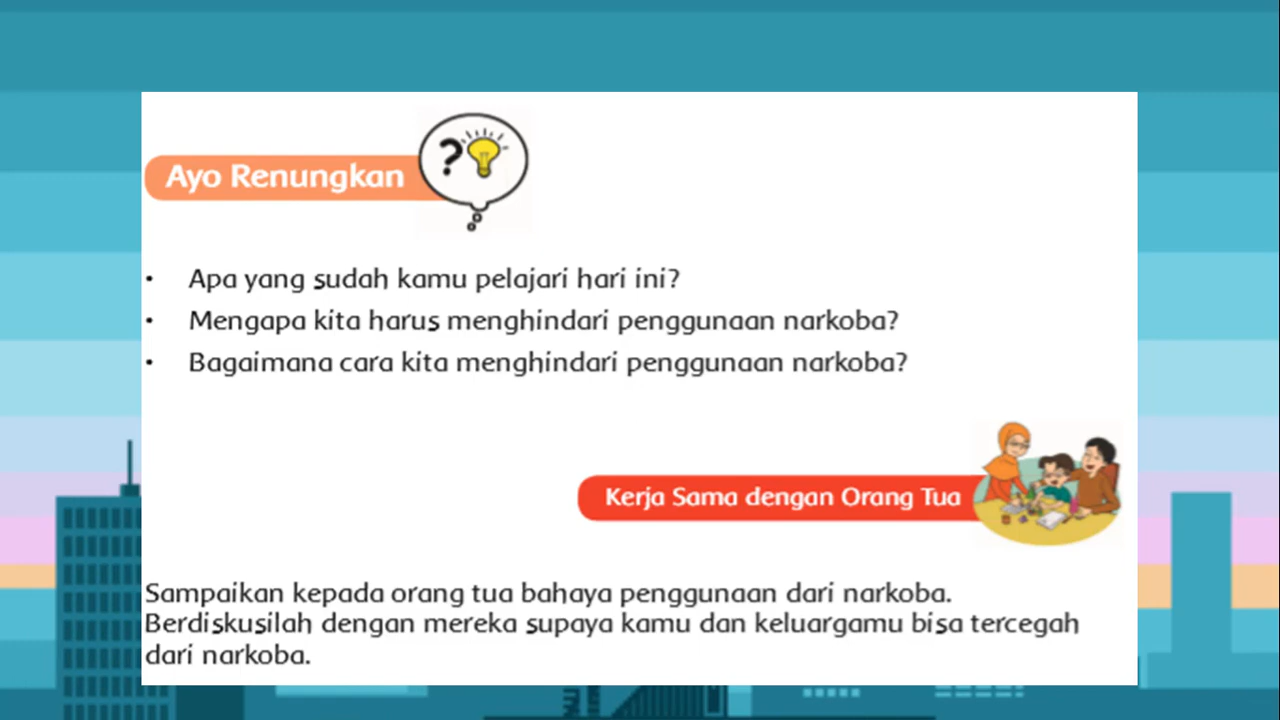 Ayo Renungkan
?
• Apa yang sudah kamu pelajari hari ini?
• Mengapa kita harus menghindari penggunaan narkoba?
• Bagaimana cara kita menghindari penggunaan narkoba?
Kerja Sama dengan Orang Tua
Sampaikan kepada orang tua bahaya penggunaan dari narkoba.
Berdiskusilah dengan mereka supaya kamu dan keluargamu bisa tercegah
dari narkoba.